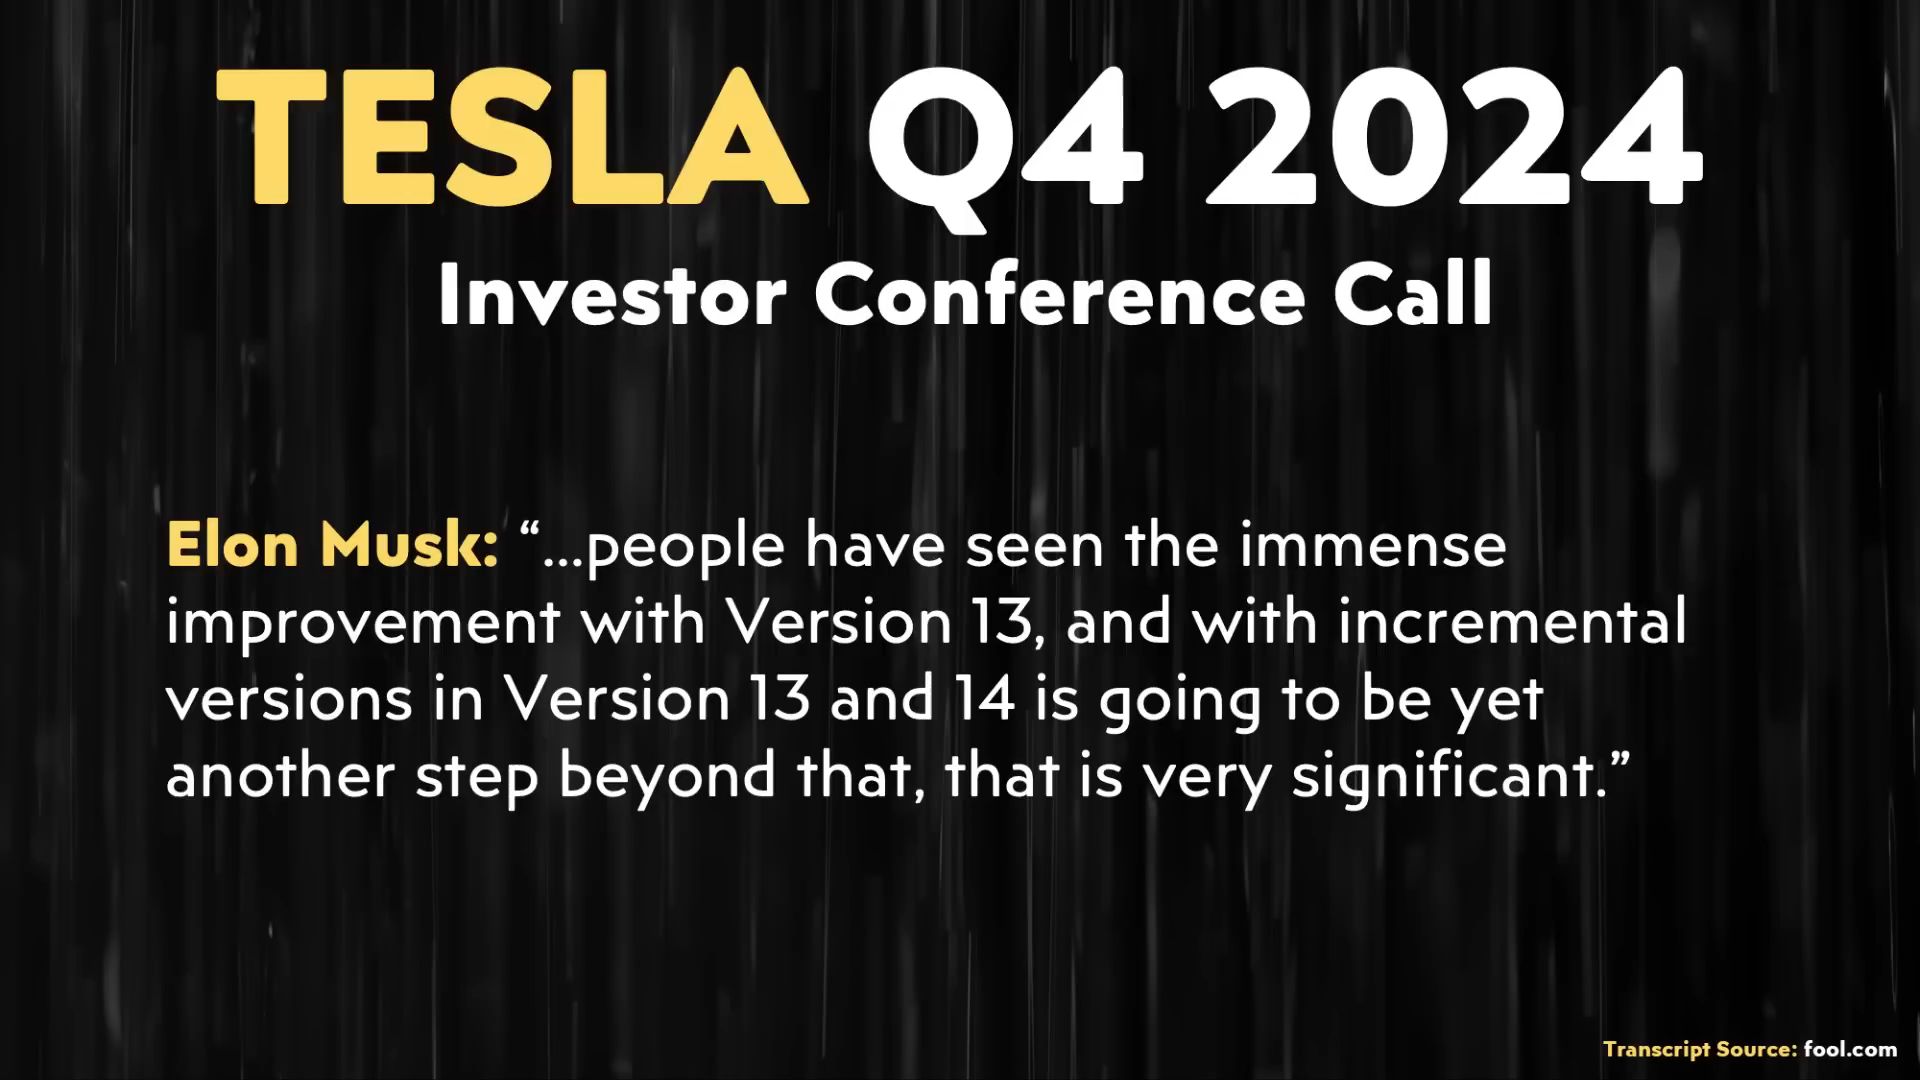 TESLA Q4 2024
Investor Conference Call
Elon Musk: “...people have seen the immense
improvement with Version 13, and with incremental
versions in Version 13 and 14 is going to be yet
another step beyond that, that is very significant.”
Transcript Source: fool.com